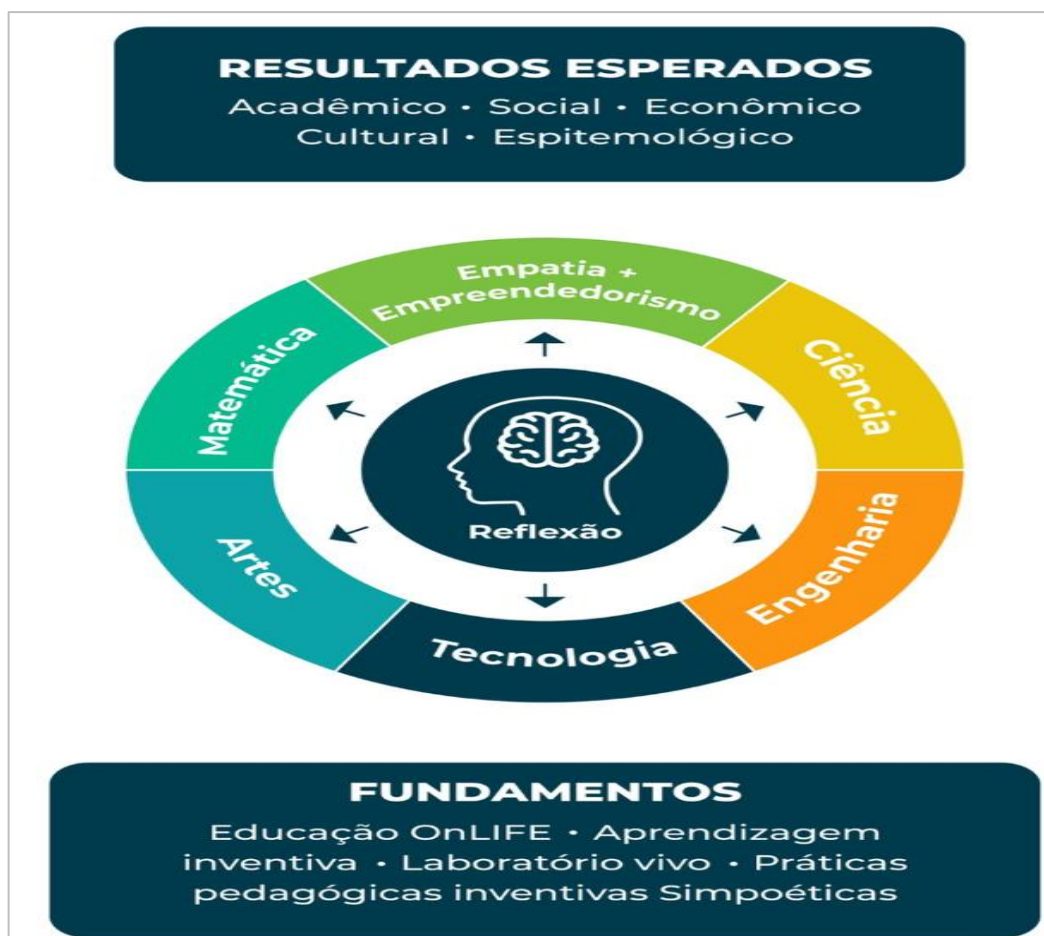 RESULTADOS ESPERADOS
Acadêmico • Social • Econômico
Cultural • Espitemológico
Empatia +
Empreendedorismo
Matemática
Ciência
Reflexão
Artes
Engenharia
Tecnologia
FUNDAMENTOS
Educação OnLIFE • Aprendizagem
inventiva • Laboratório vivo • Práticas
pedagógicas inventivas Simpoéticas